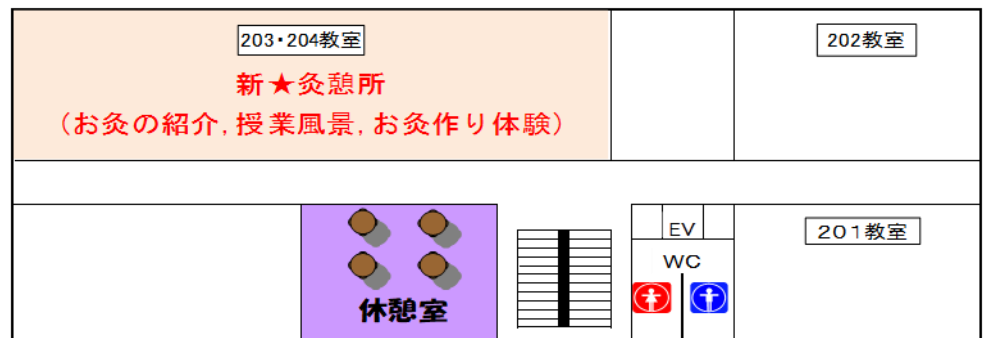 203・204教室
202教室
新★灸憩所
（お灸の紹介,授業風景,お灸作り体験）
EV
201教室
WC
休憩室